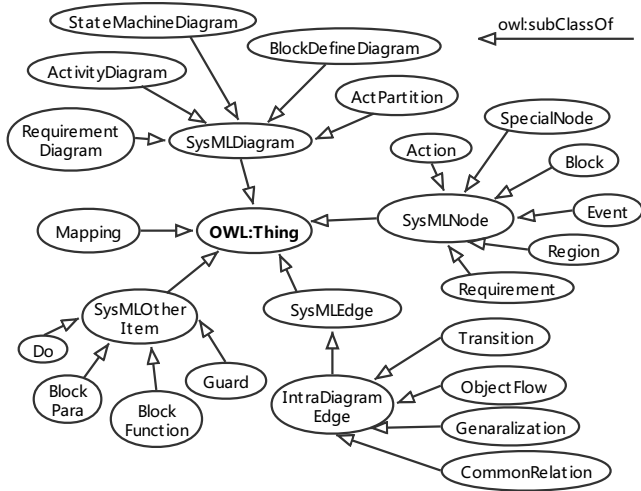 StateMachineDiagram
owl:subClassOf
BlockDefineDiagram
ActivityDiagram
ActPartition
SpecialNode
Requirement
Diagram
SysMLDiagram
Action
Block
SysMLNode
Event
Mapping
OWL:Thing
Region
Requirement
SysMLOther
Item
SysMLEdge
Transition
Do
Guard
Block
Para
Block
Function
IntraDiagram
Edge
ObjectFlow
Genaralization
CommonRelation